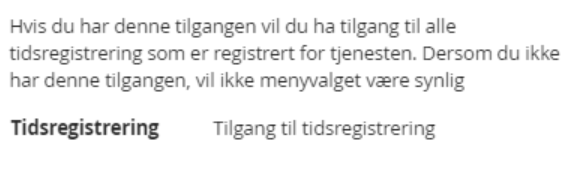 Hvis du har denne tilgangen vil du ha tilgang til alle
tidsregistrering som er registrert for tjenesten. Dersom du ikke
har denne tilgangen, vil ikke menyvalget være synlig
Tidsregistrering Tilgang til tidsregistrering